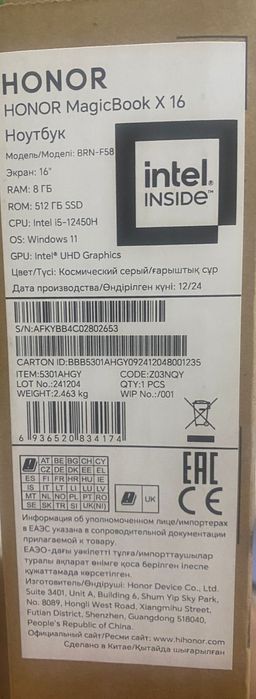 HONOR
HONOR MagicBook X 16
Ноутбук
Модель/Моделі: BRN-F58
Экран: 16"
RAM: 8 ГБ
ROM: 512 ГБ SSD
CPU: Intel i5-12450H
OS: Windows 11
GPU: Intel® UHD Graphics
intel
INSIDE™
Цвет/Түсі: Космический серый/ғарыштық сұр
Дата производства/Өндірілген күні: 12/24
S/N:AFKYBB4C02802653
CARTON ID:BBB5301AHGY092412048001235
ITEM:5301AHGY CODE:Z03NQY
LOT No.:241204 QTY:1 PCS
WEIGHT:2.463 kg WIP No.:/001
6 936520 834174
AT BE BG CH CY
CZ DE DK EE EL
ES FI FR HR HU IE
IS IT LT LI LU LV
MT NL NO PL PT RO
SE SK TR SI UK(NI)
UK
EAC
CE
Информация об уполномоченном лице/импортерах
в ЕАЭС указана в сопроводительной документации
прилагаемой к товару.
ЕАЭО-дағы уәкілетті тұлға/импорттаушылар
туралы ақпарат өнімге қоса берілген ілеспе
құжаттамада көрсетілген.
Изготовитель/Өндіруші: Honor Device Co., Ltd.
Suite 3401, Unit A, Building 6, Shum Yip Sky Park,
No. 8089, Hongli West Road, Xiangmihu Street,
Futian District, Shenzhen, Guangdong 518040,
People's Republic of China.
Официальный сайт/Ресми сайт: www.hihonor.com
Сделано в Китае/Қытайда шығарылған